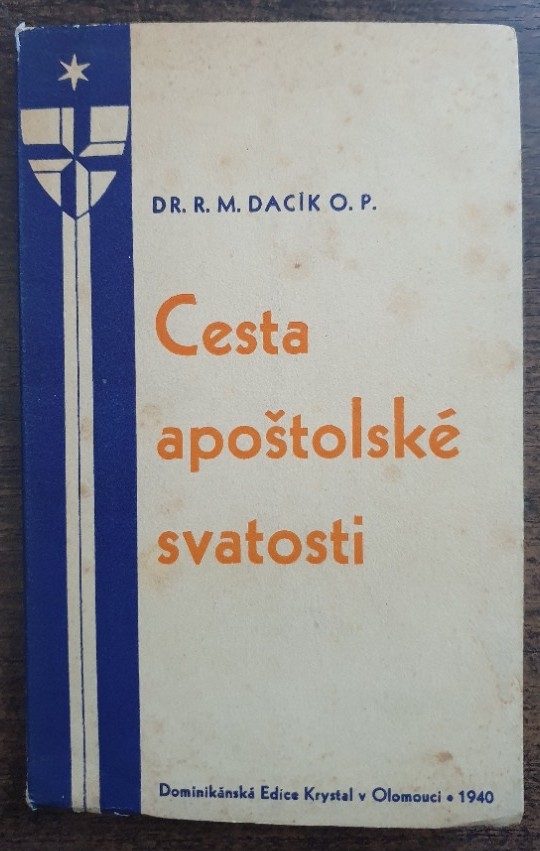 DR. R. M. DACÍK O. P.
Cesta
apoštolské
svatosti
Dominikánská Edice Krystal v Olomouci • 1940